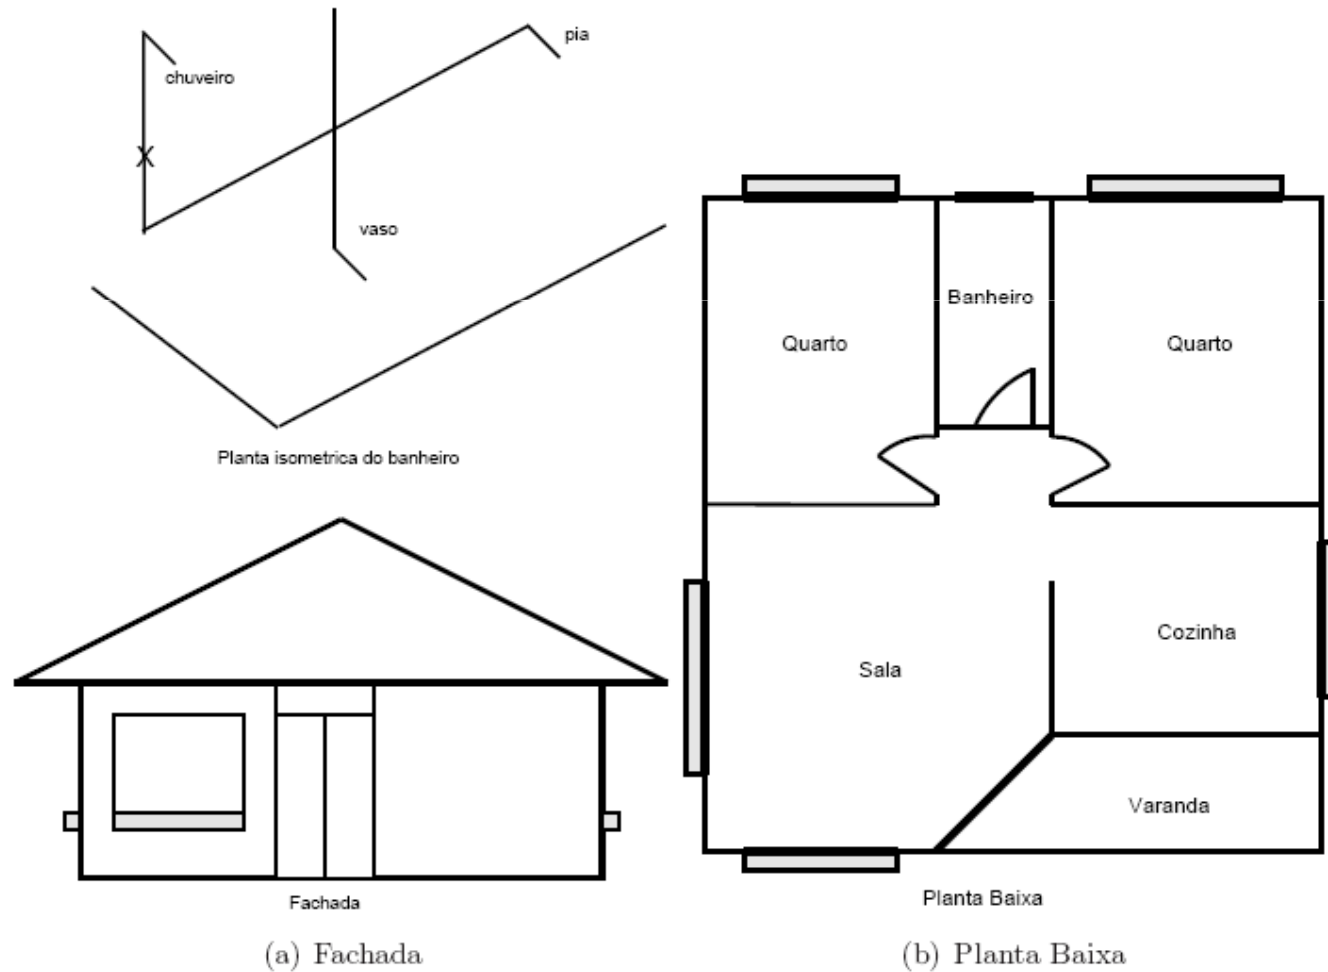 chuveiro
pia
vaso
Planta isometrica do banheiro
Fachada
(a) Fachada
Banheiro
Quarto
Quarto
Cozinha
Sala
Varanda
Planta Baixa
(b) Planta Baixa